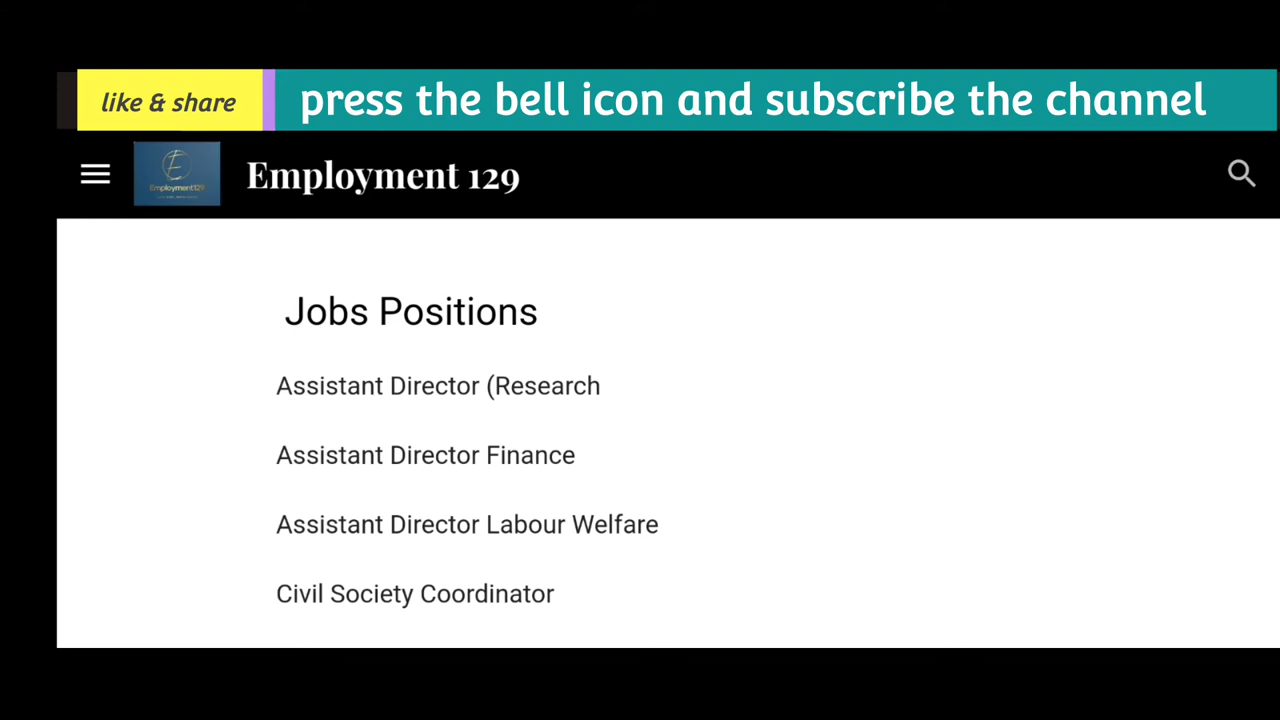 like & share
press the bell icon and subscribe the channel
Employment129
Employment 129
Jobs Positions
Assistant Director (Research
Assistant Director Finance
Assistant Director Labour Welfare
Civil Society Coordinator